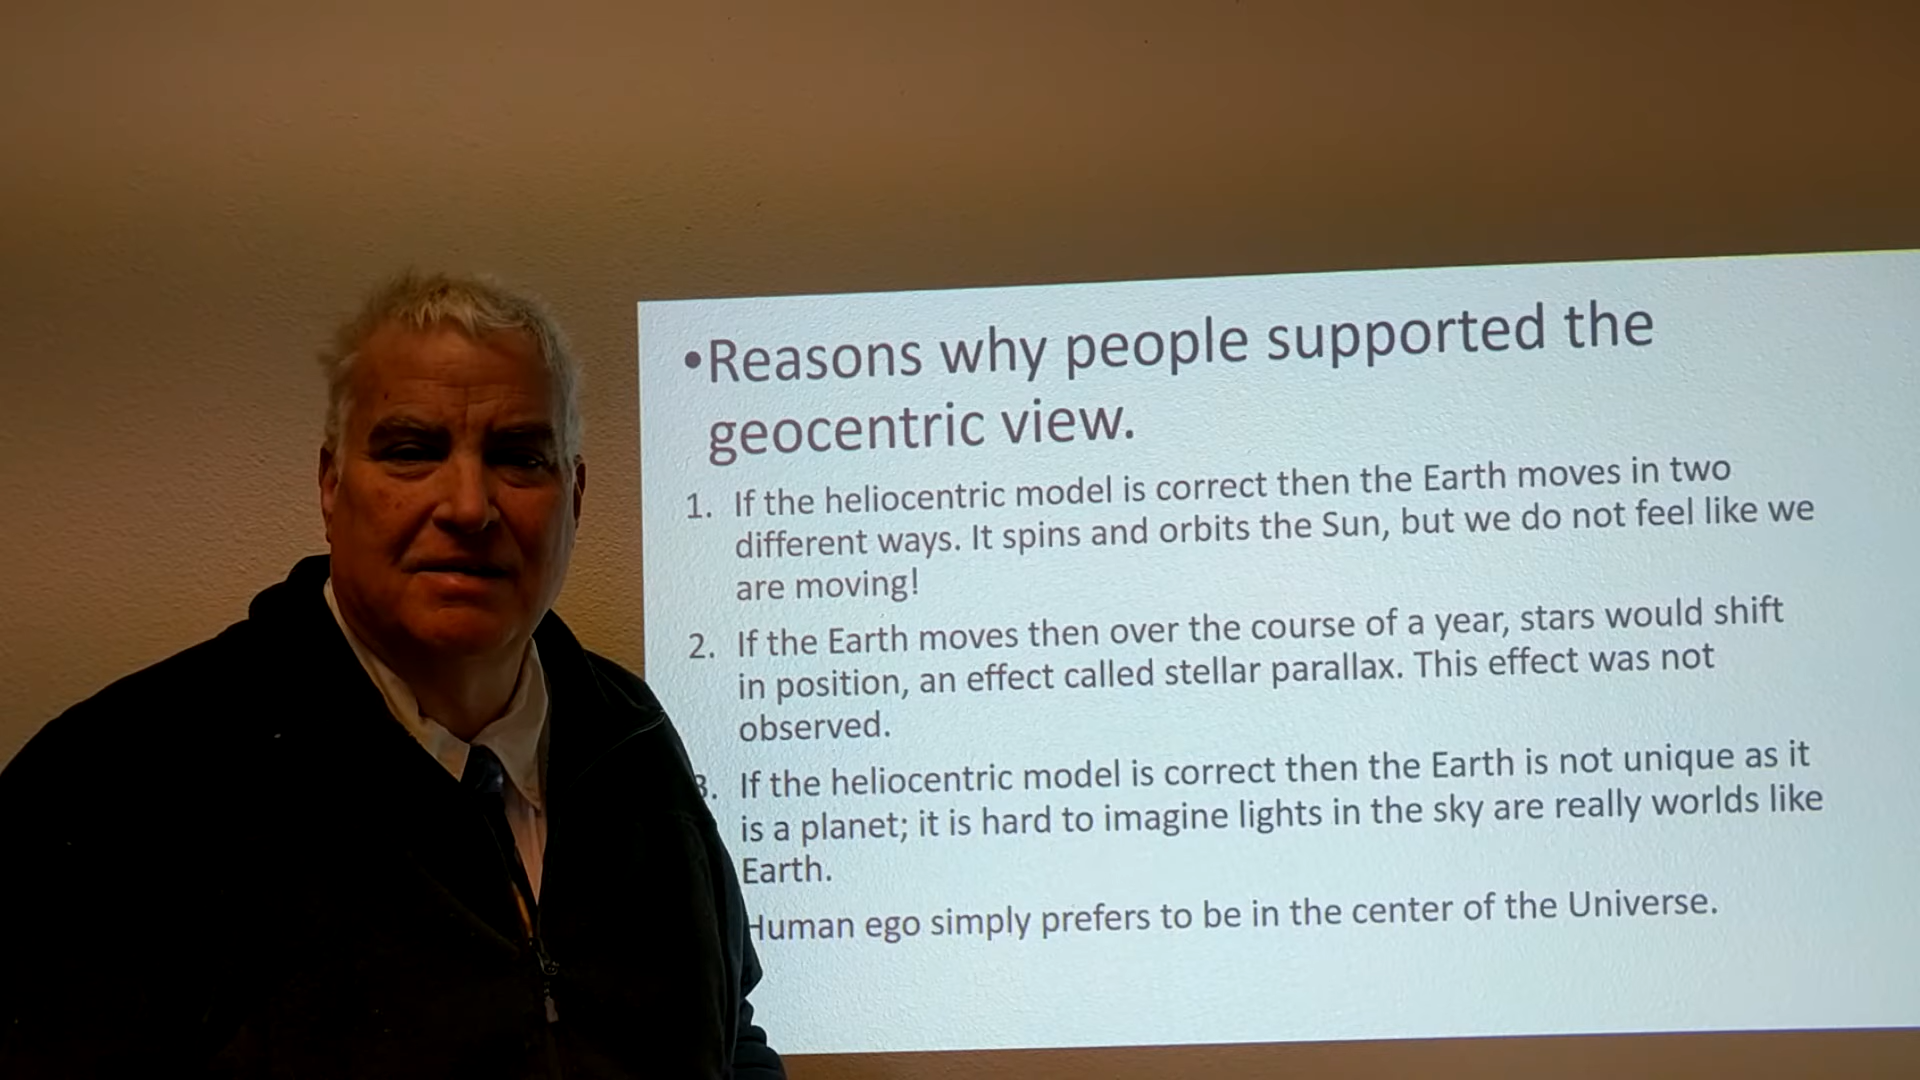 •Reasons why people supported the
geocentric view.
1. If the heliocentric model is correct then the Earth moves in two
different ways. It spins and orbits the Sun, but we do not feel like we
are moving!
2. If the Earth moves then over the course of a year, stars would shift
in position, an effect called stellar parallax. This effect was not
observed.
3. If the heliocentric model is correct then the Earth is not unique as it
is a planet; it is hard to imagine lights in the sky are really worlds like
Earth.
Human ego simply prefers to be in the center of the Universe.